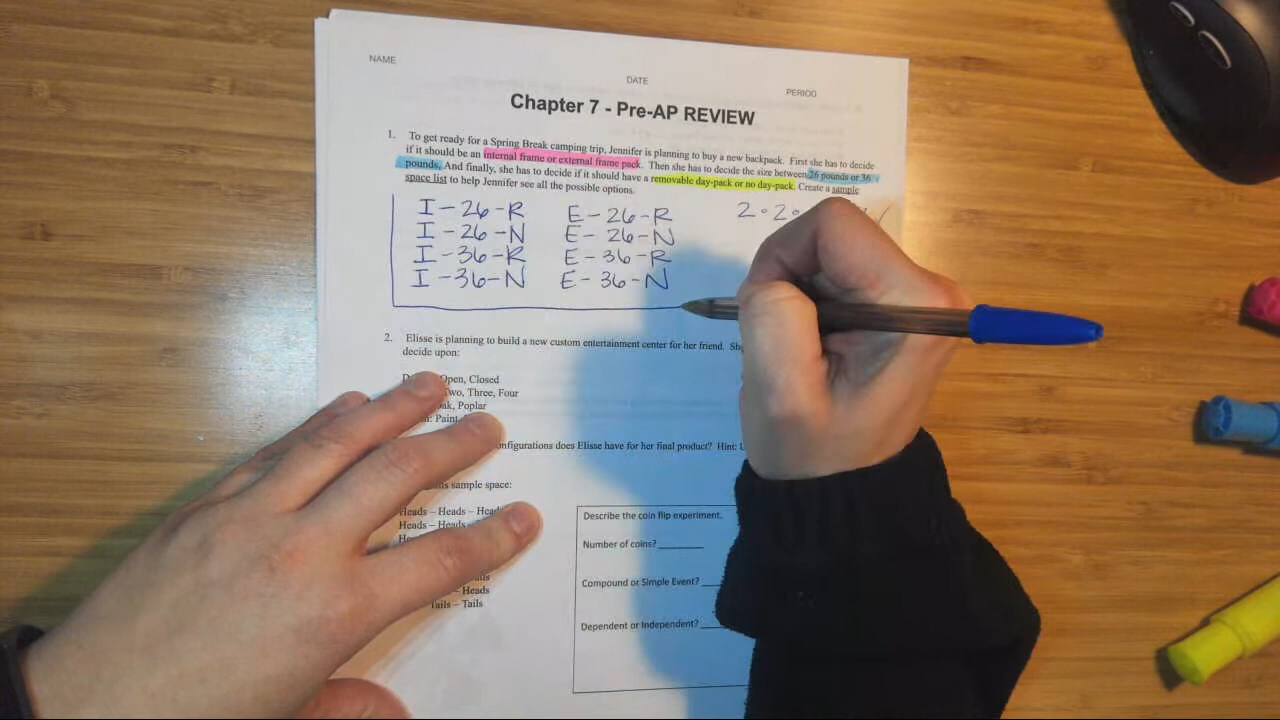 NAME
DATE
PERIOD
Chapter 7 - Pre-AP REVIEW
1. To get ready for a Spring Break camping trip, Jennifer is planning to buy a new backpack. First she has to decide
if it should be an internal frame or external frame pack. Then she has to decide the size between 26 pounds or 36
pounds. And finally, she has to decide if it should have a removable day-pack or no day-pack. Create a sample
space list to help Jennifer see all the possible options.
I-26-R E-26-R 2·2·
I-26-N E-26-N
I-36-R E-36-R
I-36-N E-36-N
2. Elisse is planning to build a new custom entertainment center for her friend.
decide upon:
Open, Closed
Two, Three, Four
Poplar
Paint
does Elisse have for her final product? Hint:
sample space:
Heads – Heads –
Heads – Heads
– Heads
Tails – Tails
Describe the coin flip experiment.
Number of coins?
Compound or Simple Event?
Dependent or Independent?